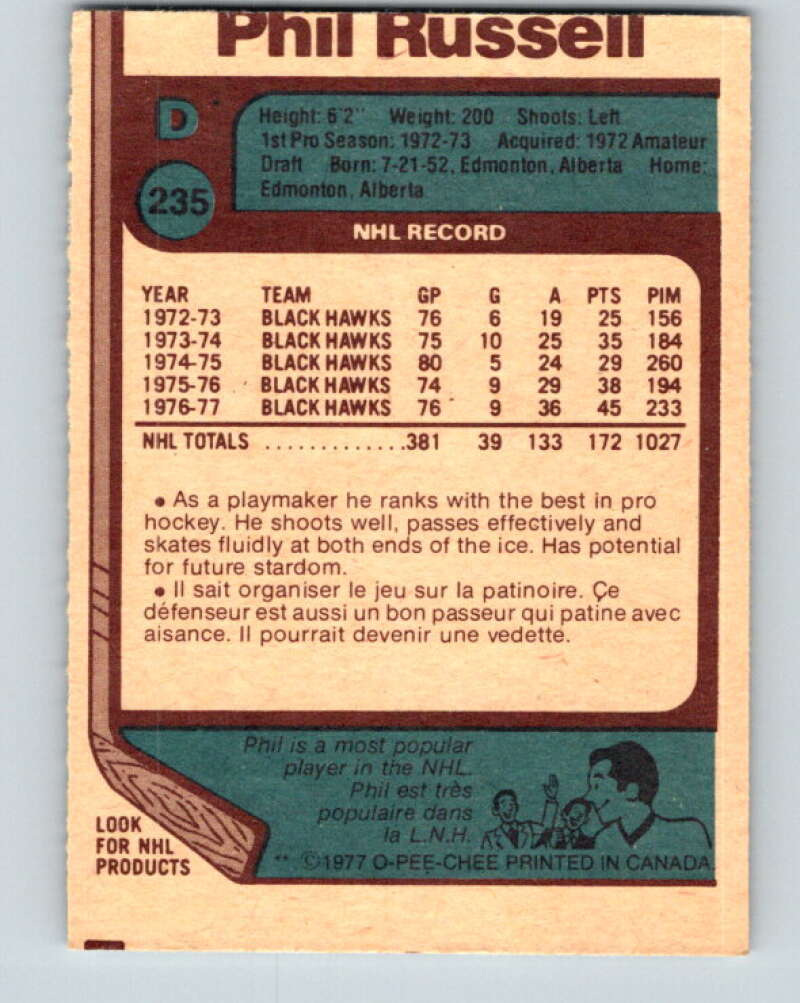 Phil Russell
D
Height: 6'2" Weight: 200 Shoots: Left
1st Pro Season: 1972-73 Acquired: 1972 Amateur
Draft Born: 7-21-52, Edmonton, Alberta Home:
Edmonton, Alberta
235
NHL RECORD
YEAR TEAM GP G A PTS PIM
1972-73 BLACK HAWKS 76 6 19 25 156
1973-74 BLACK HAWKS 75 10 25 35 184
1974-75 BLACK HAWKS 80 5 24 29 260
1975-76 BLACK HAWKS 74 9 29 38 194
1976-77 BLACK HAWKS 76 9 36 45 233
NHL TOTALS .............381 39 133 172 1027
• As a playmaker he ranks with the best in pro
hockey. He shoots well, passes effectively and
skates fluidly at both ends of the ice. Has potential
for future stardom.
• Il sait organiser le jeu sur la patinoire. Çe
défenseur est aussi un bon passeur qui patine avec
aisance. Il pourrait devenir une vedette.
Phil is a most popular
player in the NHL.
Phil est très
populaire dans
la L.N.H.
LOOK
FOR NHL
PRODUCTS
** ©1977 O-PEE-CHEE PRINTED IN CANADA